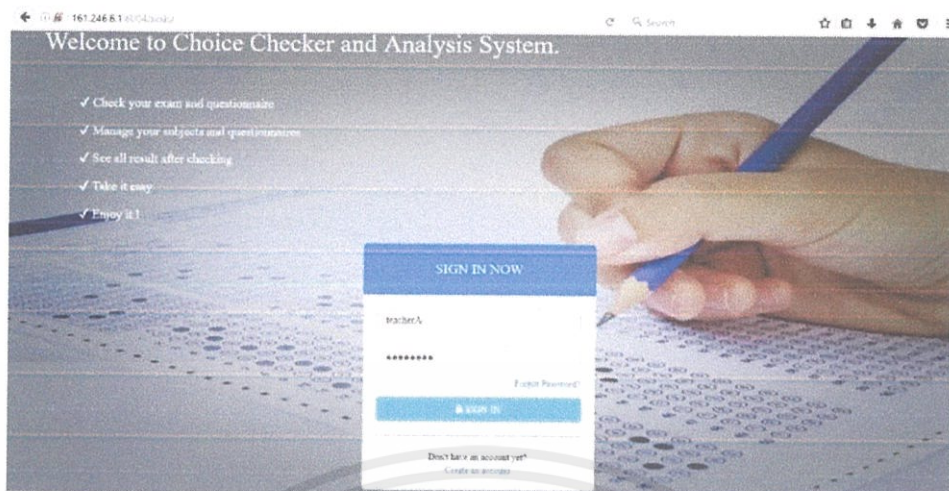 161.246.6.1
Search
Welcome to Choice Checker and Analysis System.
✓ Check your exam and questionnaire
✓ Manage your subjects and questionnaires
✓ See all result after checking
✓ Take it easy
✓ Enjoy it !
SIGN IN NOW
teacherA
••••••••
Forgot Password?
SIGN IN
Don't have an account yet?
Create an account